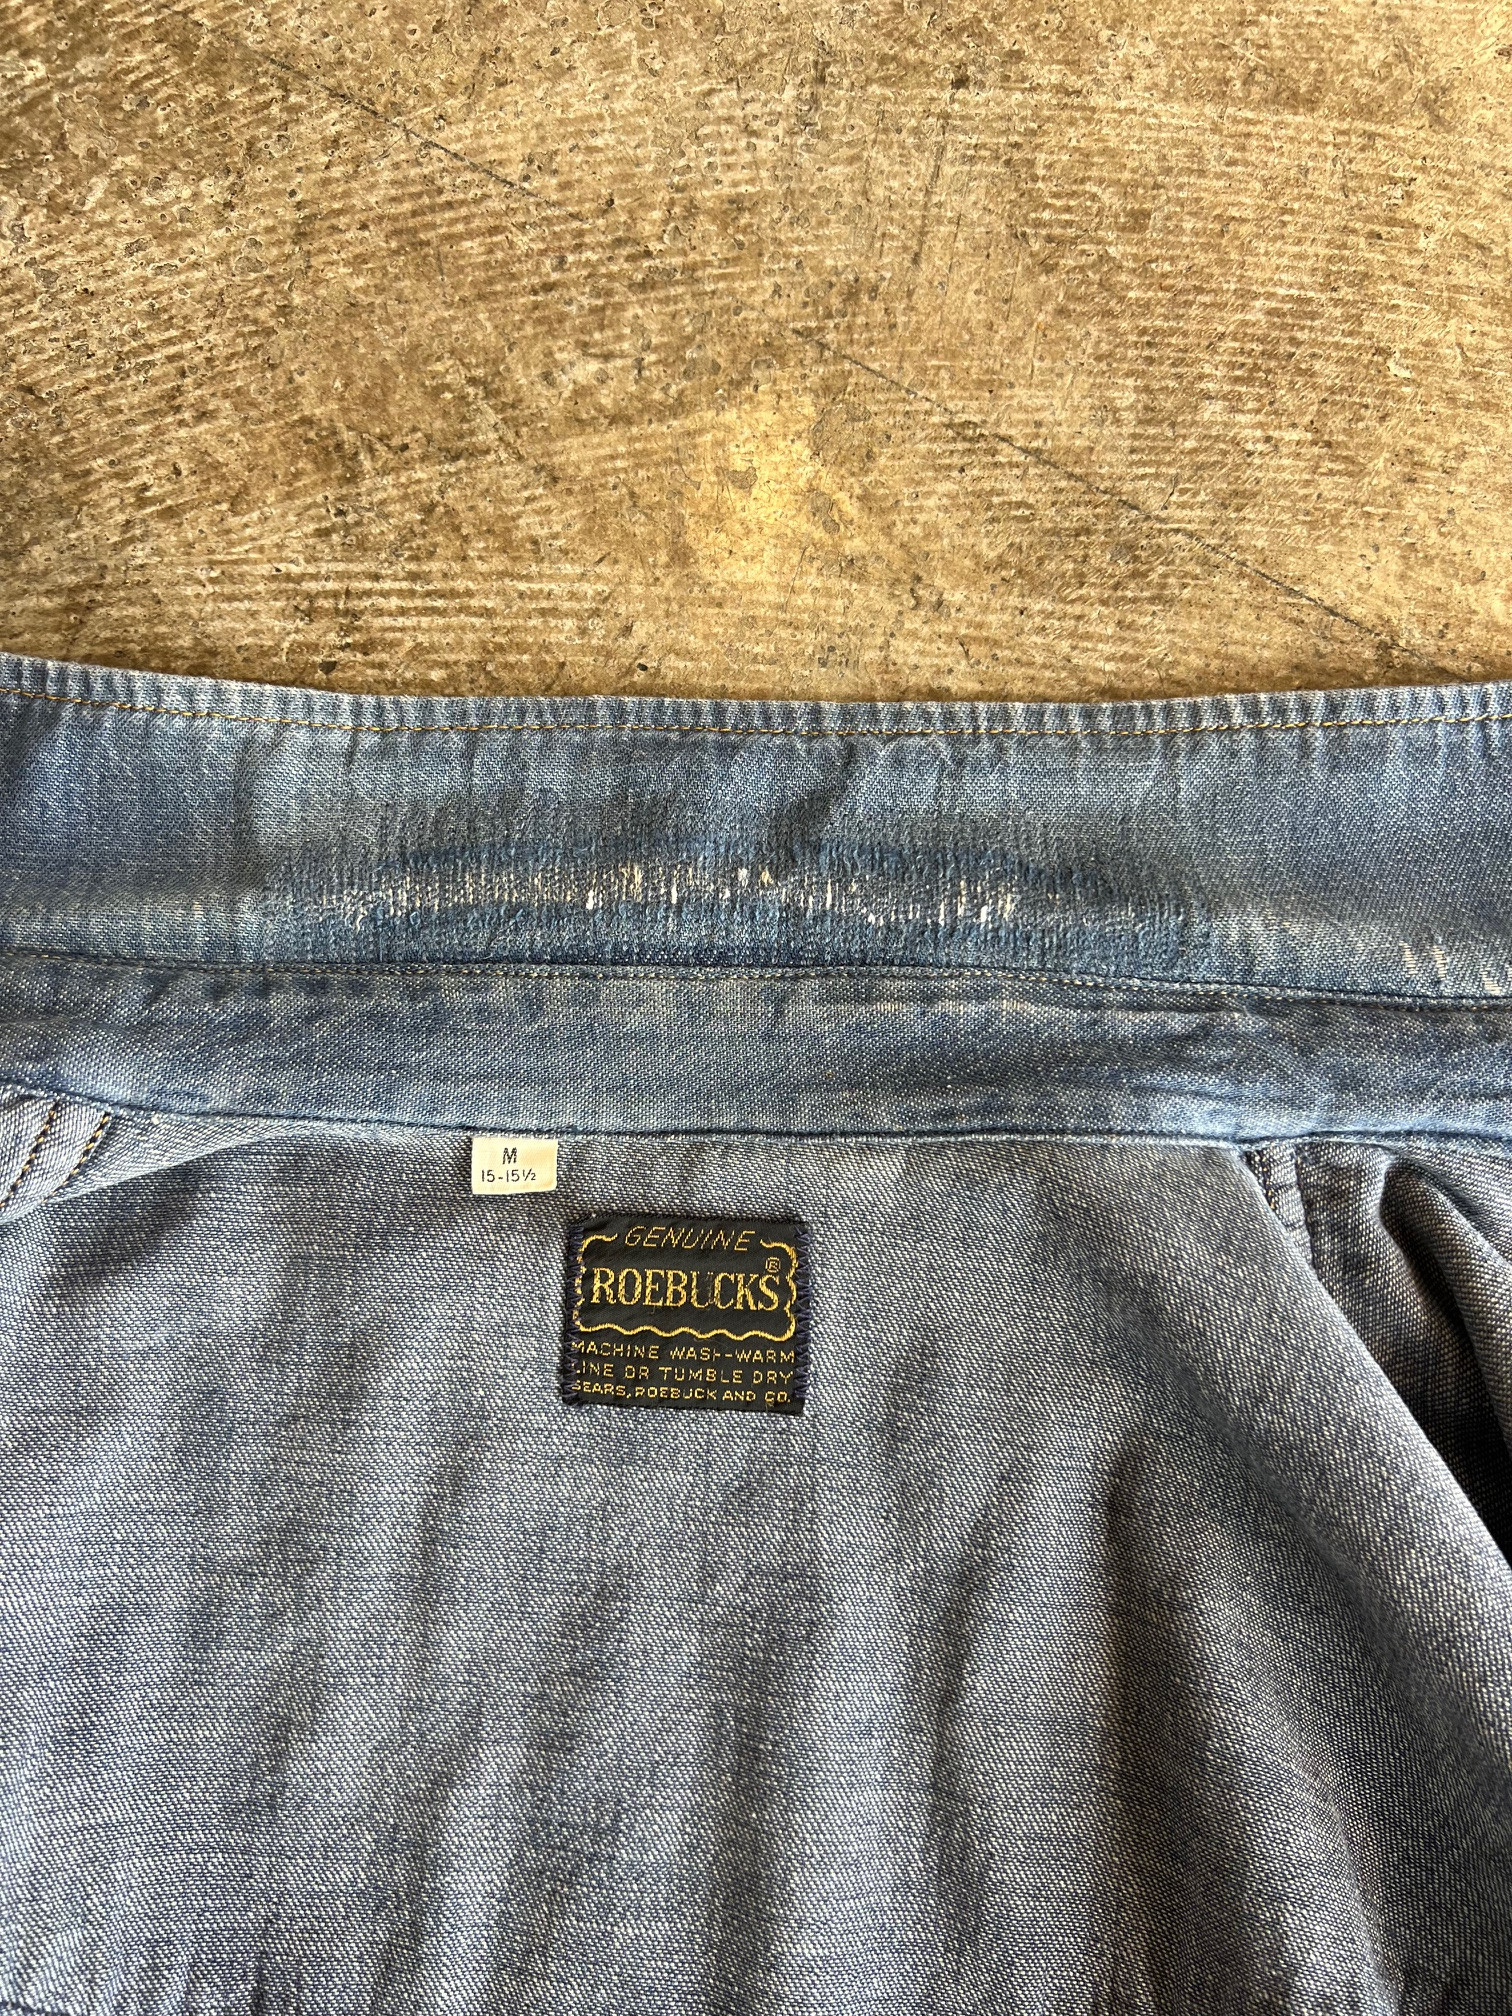 M
15-15½
GENUINE
ROEBUCKS®
MACHINE WASH-WARM
LINE OR TUMBLE DRY
SEARS, ROEBUCK AND CO.